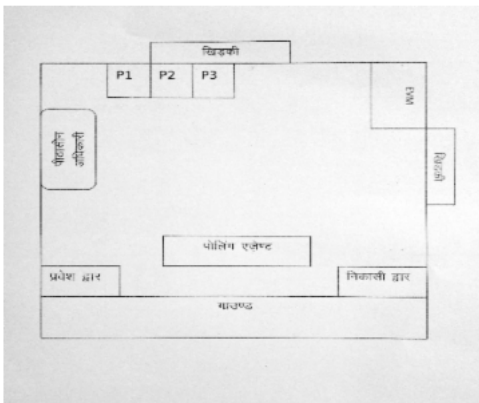 खिड़की
P1 P2 P3
EVM
पीठासीन
अधिकारी
खिड़की
पोलिंग एजेण्ट
प्रवेश द्वार
निकासी द्वार
ग्राउण्ड